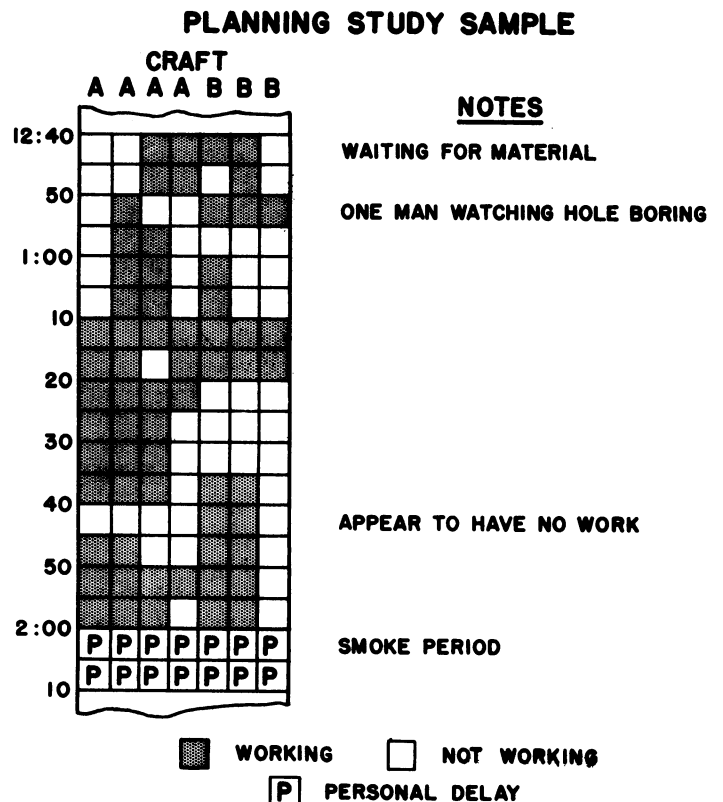 PLANNING STUDY SAMPLE
CRAFT
A A A A B B B
NOTES
12:40
WAITING FOR MATERIAL
50
ONE MAN WATCHING HOLE BORING
1:00
10
20
30
40
APPEAR TO HAVE NO WORK
50
2:00
P P P P P P P
SMOKE PERIOD
P P P P P P P
10
WORKING
NOT WORKING
P PERSONAL DELAY